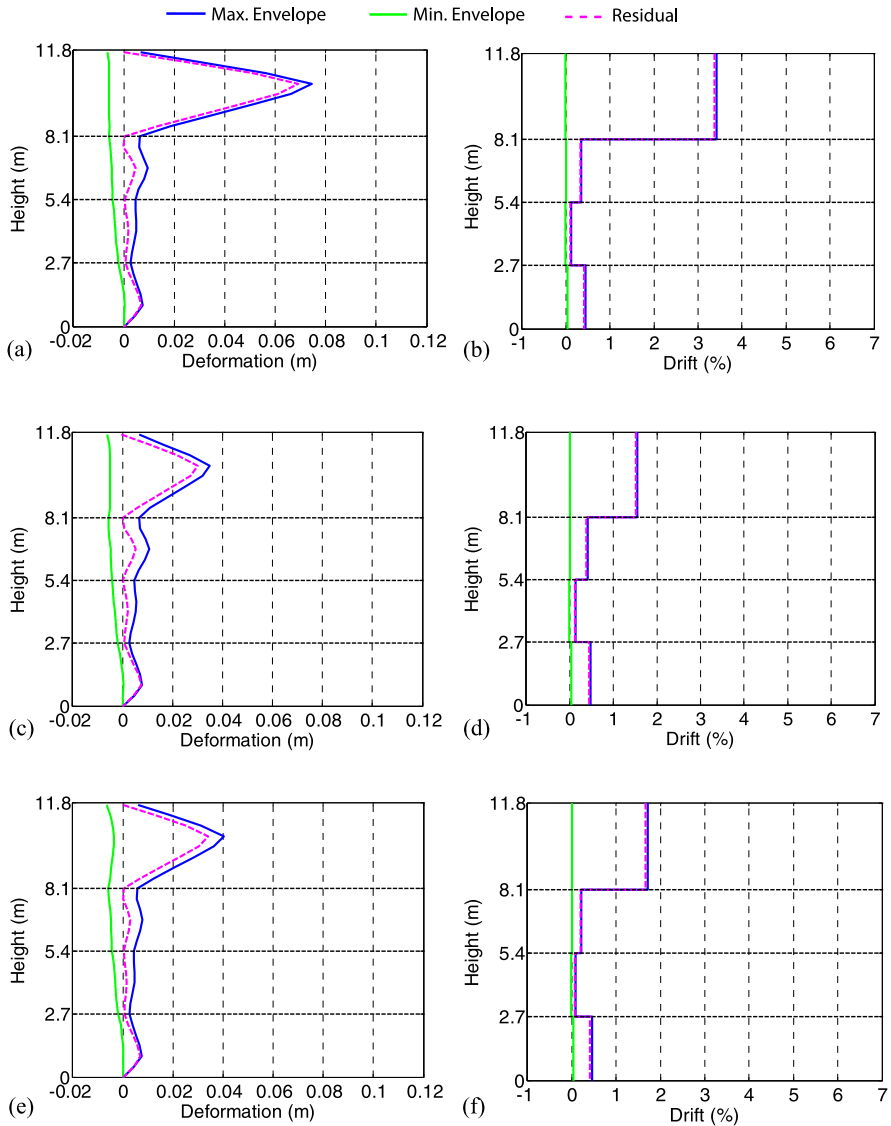 Max. Envelope Min. Envelope Residual
11.8
8.1
5.4
2.7
0
Height (m)
-0.02 0 0.02 0.04 0.06 0.08 0.1 0.12
Deformation (m)
(a)
11.8
8.1
5.4
2.7
0
Height (m)
-1 0 1 2 3 4 5 6 7
Drift (%)
(b)
11.8
8.1
5.4
2.7
0
Height (m)
-0.02 0 0.02 0.04 0.06 0.08 0.1 0.12
Deformation (m)
(c)
11.8
8.1
5.4
2.7
0
Height (m)
-1 0 1 2 3 4 5 6 7
Drift (%)
(d)
11.8
8.1
5.4
2.7
0
Height (m)
-0.02 0 0.02 0.04 0.06 0.08 0.1 0.12
Deformation (m)
(e)
11.8
8.1
5.4
2.7
0
Height (m)
-1 0 1 2 3 4 5 6 7
Drift (%)
(f)